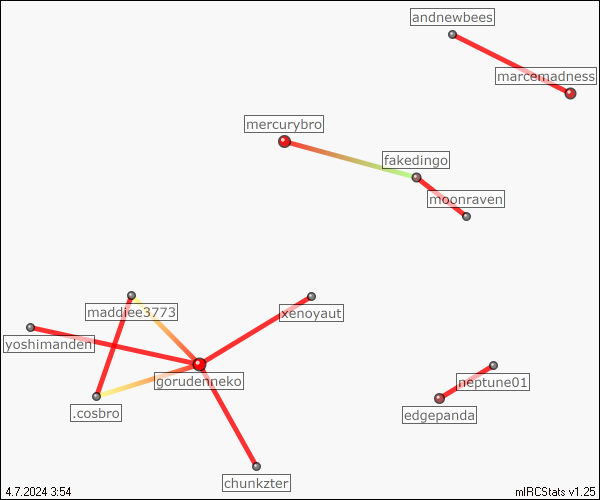 andnewbees
marcemadness
mercurybro
fakedingo
moonraven
maddiee3773
xenoyaut
yoshimanden
gorudenneko
neptune01
.cosbro
edgepanda
chunkzter
4.7.2024 3:54
mIRCStats v1.25